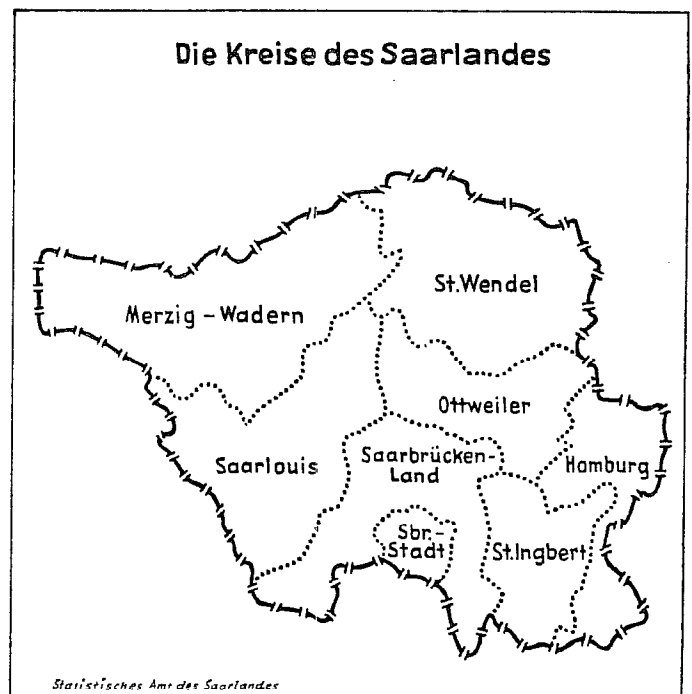 Die Kreise des Saarlandes
St.Wendel
Merzig – Wadern
Ottweiler
Saarbrücken-
Land
Saarlouis
Homburg
Sbr.-
Stadt
St.Ingbert
Statistisches Amt des Saarlandes